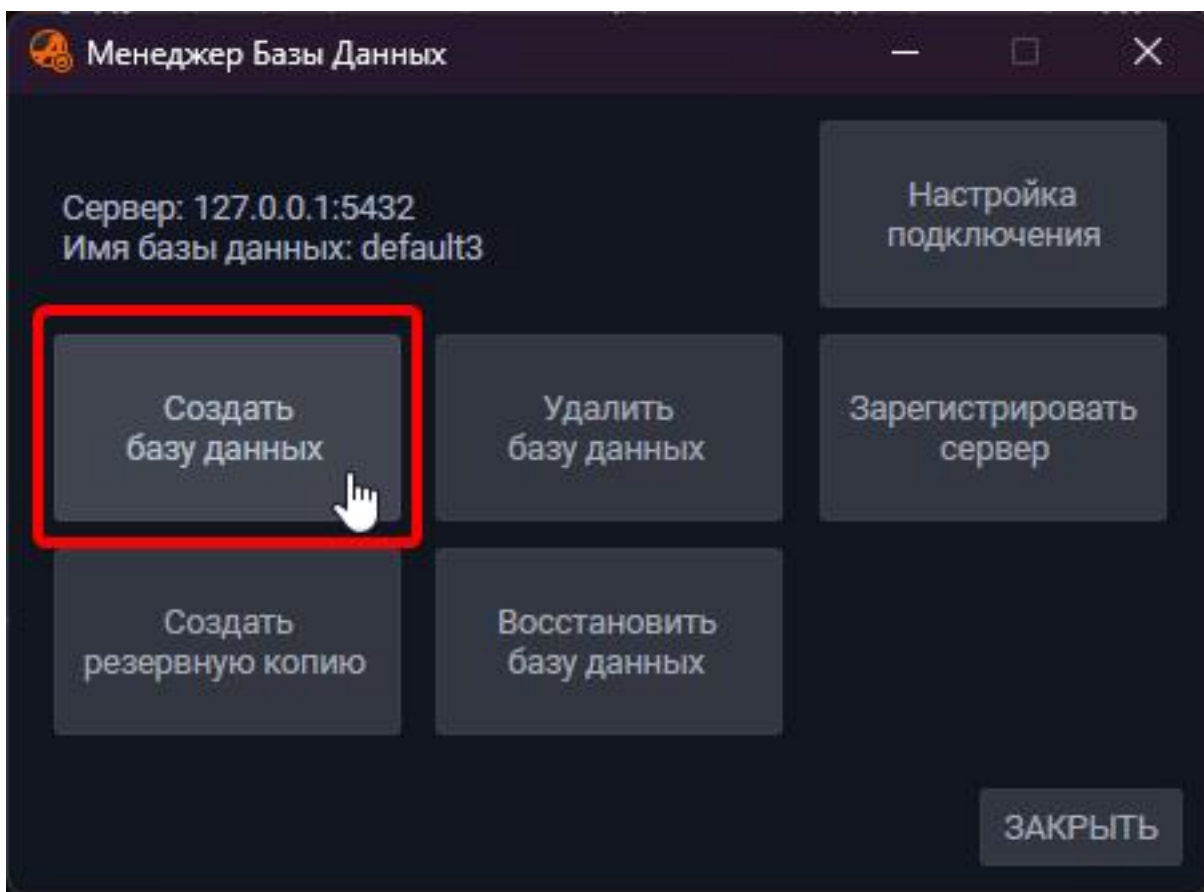 Менеджер Базы Данных
Сервер: 127.0.0.1:5432
Имя базы данных: default3
Настройка
подключения
Создать
базу данных
Удалить
базу данных
Зарегистрировать
сервер
Создать
резервную копию
Восстановить
базу данных
ЗАКРЫТЬ